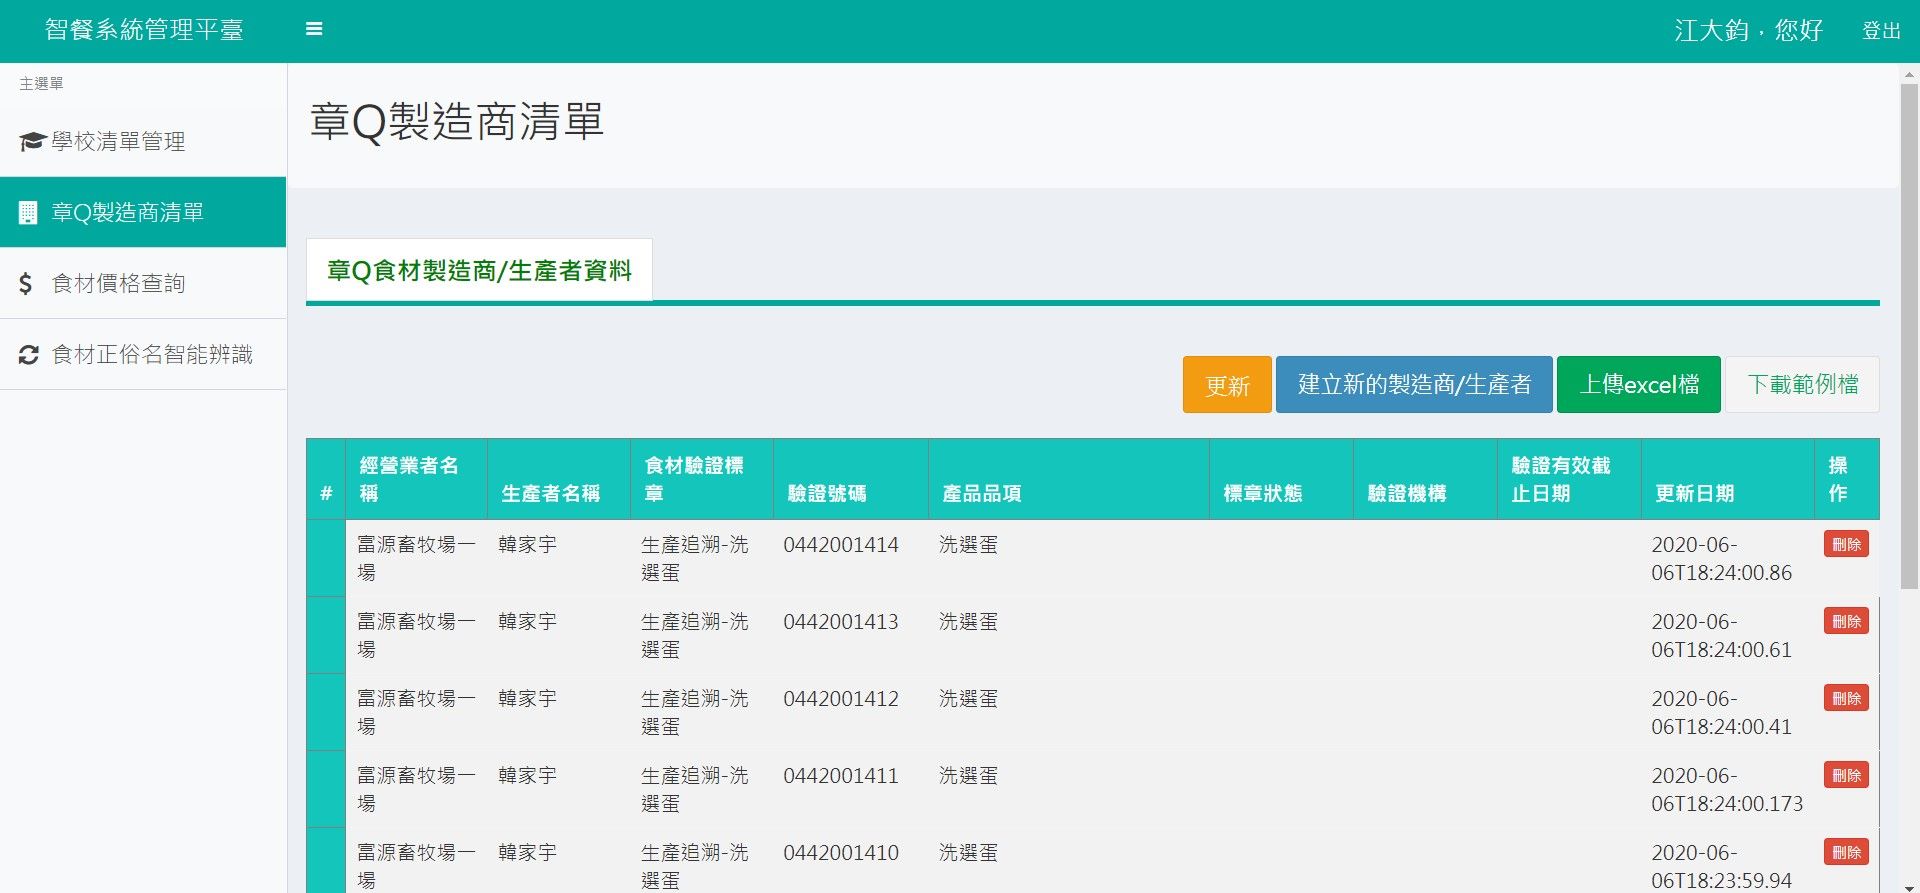 智餐系統管理平臺
江大鈞，您好 登出
主選單
學校清單管理
章Q製造商清單
食材價格查詢
食材正俗名智能辨識
章Q製造商清單
章Q食材製造商/生產者資料
更新 建立新的製造商/生產者 上傳excel檔 下載範例檔
# 經營業者名稱 生產者名稱 食材驗證標章 驗證號碼 產品品項 標章狀態 驗證機構 驗證有效截止日期 更新日期 操作
富源畜牧場一場 韓家宇 生產追溯-洗選蛋 0442001414 洗選蛋 2020-06-06T18:24:00.86 刪除
富源畜牧場一場 韓家宇 生產追溯-洗選蛋 0442001413 洗選蛋 2020-06-06T18:24:00.61 刪除
富源畜牧場一場 韓家宇 生產追溯-洗選蛋 0442001412 洗選蛋 2020-06-06T18:24:00.41 刪除
富源畜牧場一場 韓家宇 生產追溯-洗選蛋 0442001411 洗選蛋 2020-06-06T18:24:00.173 刪除
富源畜牧場一場 韓家宇 生產追溯-洗選蛋 0442001410 洗選蛋 2020-06-06T18:23:59.94 刪除